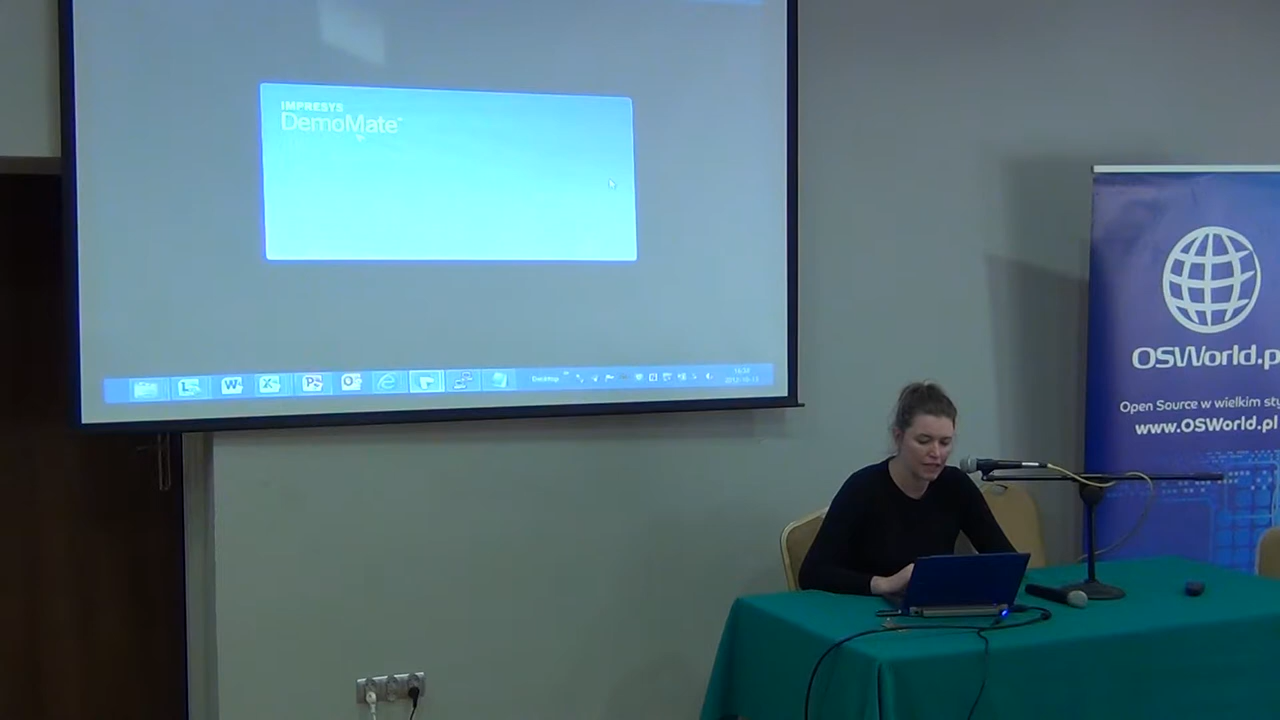 IMPRESYS
DemoMate
Desktop
OSWorld.p
Open Source w wielkim sty
www.OSWorld.pl